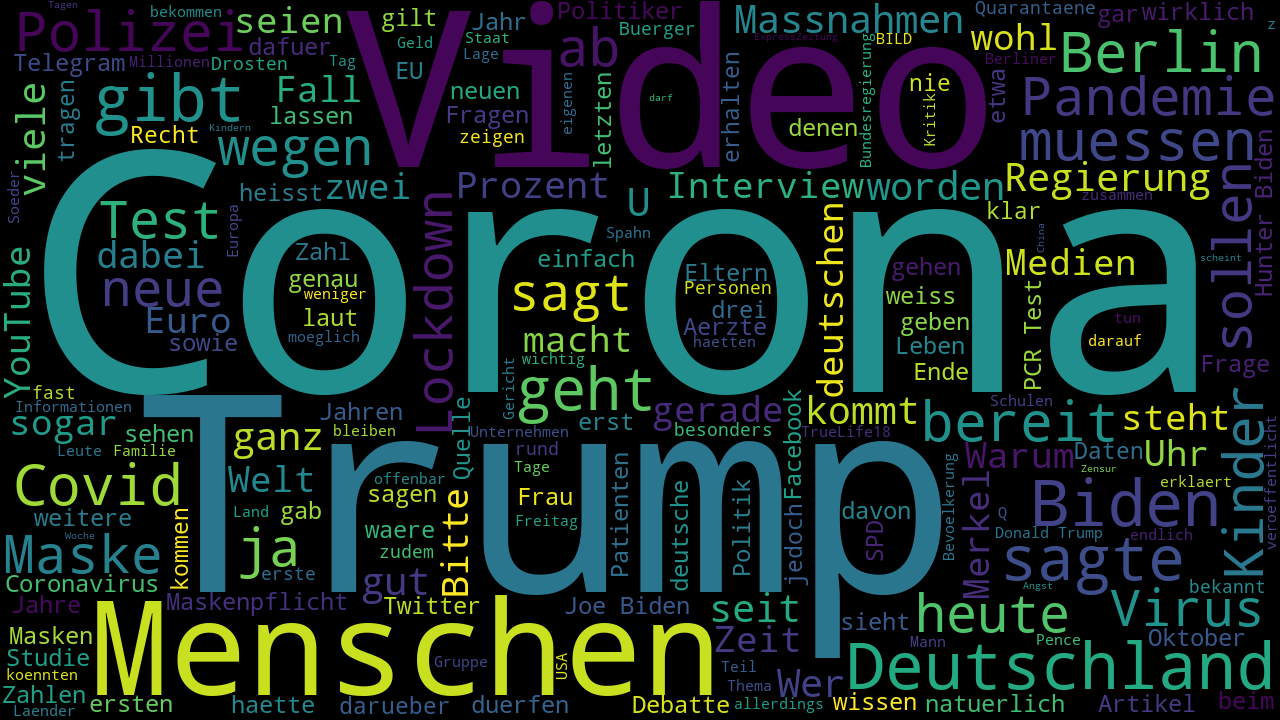 Tagen
bekommen
seien
gilt
Jahr
Politiker
Massnahmen
Quarantaene
gar
wirklich
Polizei
dafuer
Geld
Staat
Buerger
ExpressZeitung
BILD
wohl
z
Telegram
Millionen
Drosten
Tag
EU
Lage
ab
Video
Berliner
Berlin
viele
tragen
gibt
Fall
neuen
eigenen
letzten
erhalten
darf
nie
Kritik
etwa
Pandemie
Recht
Kindern
lassen
Fragen
zeigen
denen
Bundesregierung
muessen
wegen
Soeder
heisst
zwei
Prozent
U
Interview
worden
Regierung
zusammen
Hunter Biden
Test
Europa
Lockdown
Spahn
deutschen
klar
China
sollen
dabei
Zahl
einfach
Eltern
gehen
Medien
scheint
YouTube
neue
genau
weniger
sagt
Personen
drei
weiss
PCR Test
Corona
Euro
laut
Aerzte
geben
tun
sowie
moeglich
macht
haetten
Leben
darauf
Frage
wichtig
Ende
fast
Gericht
geht
Informationen
Jahren
erst
gerade
kommt
bereit
Schulen
steht
Kinder
sogar
sehen
ganz
bleiben
Quelle
Unternehmen
besonders
Facebook
TrueLife18
Leute
Familie
rund
Warum
Daten
Uhr
veroeffentlicht
Covid
Welt
offenbar
Tage
Zensur
erklaert
sagen
Frau
Patienten
deutsche
Politik
jedoch
davon
SPD
Bevoelkerung
Merkel
Biden
weitere
kommen
Land
gab
Bitte
Freitag
Q
Trump
Woche
waere
Donald Trump
endlich
Maske
ja
zudem
sagte
Coronavirus
erste
gut
Angst
bekannt
Jahre
Maskenpflicht
Twitter
Joe Biden
seit
sieht
heute
Virus
Masken
Menschen
Zeit
Mann
Pence
Oktober
Studie
Gruppe
USA
Teil
Deutschland
koennten
Thema
Wer
Zahlen
Laender
ersten
haette
darueber
duerfen
Debatte
allerdings
wissen
natuerlich
Artikel
beim